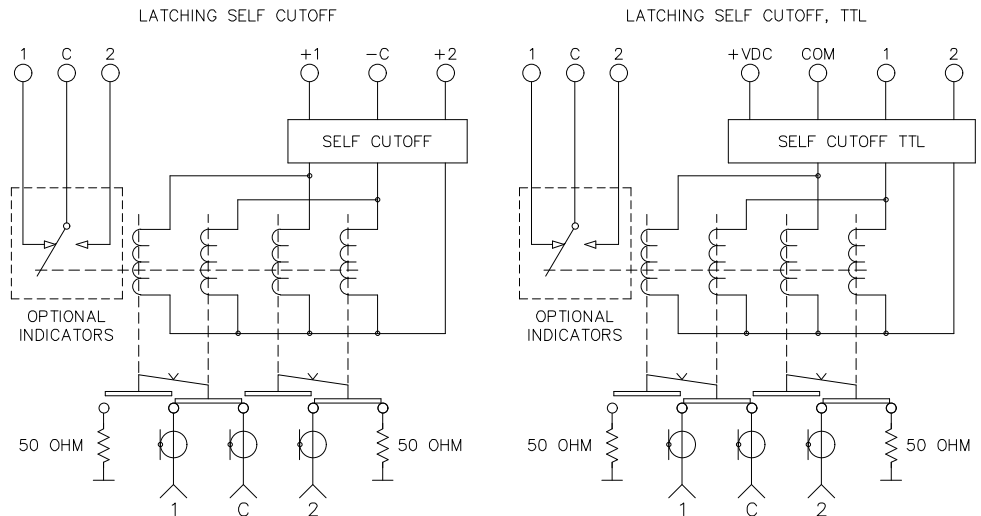 LATCHING SELF CUTOFF
1 C 2 +1 -C +2
SELF CUTOFF
OPTIONAL
INDICATORS
50 OHM 50 OHM
1 C 2
LATCHING SELF CUTOFF, TTL
1 C 2 +VDC COM 1 2
SELF CUTOFF TTL
OPTIONAL
INDICATORS
50 OHM 50 OHM
1 C 2